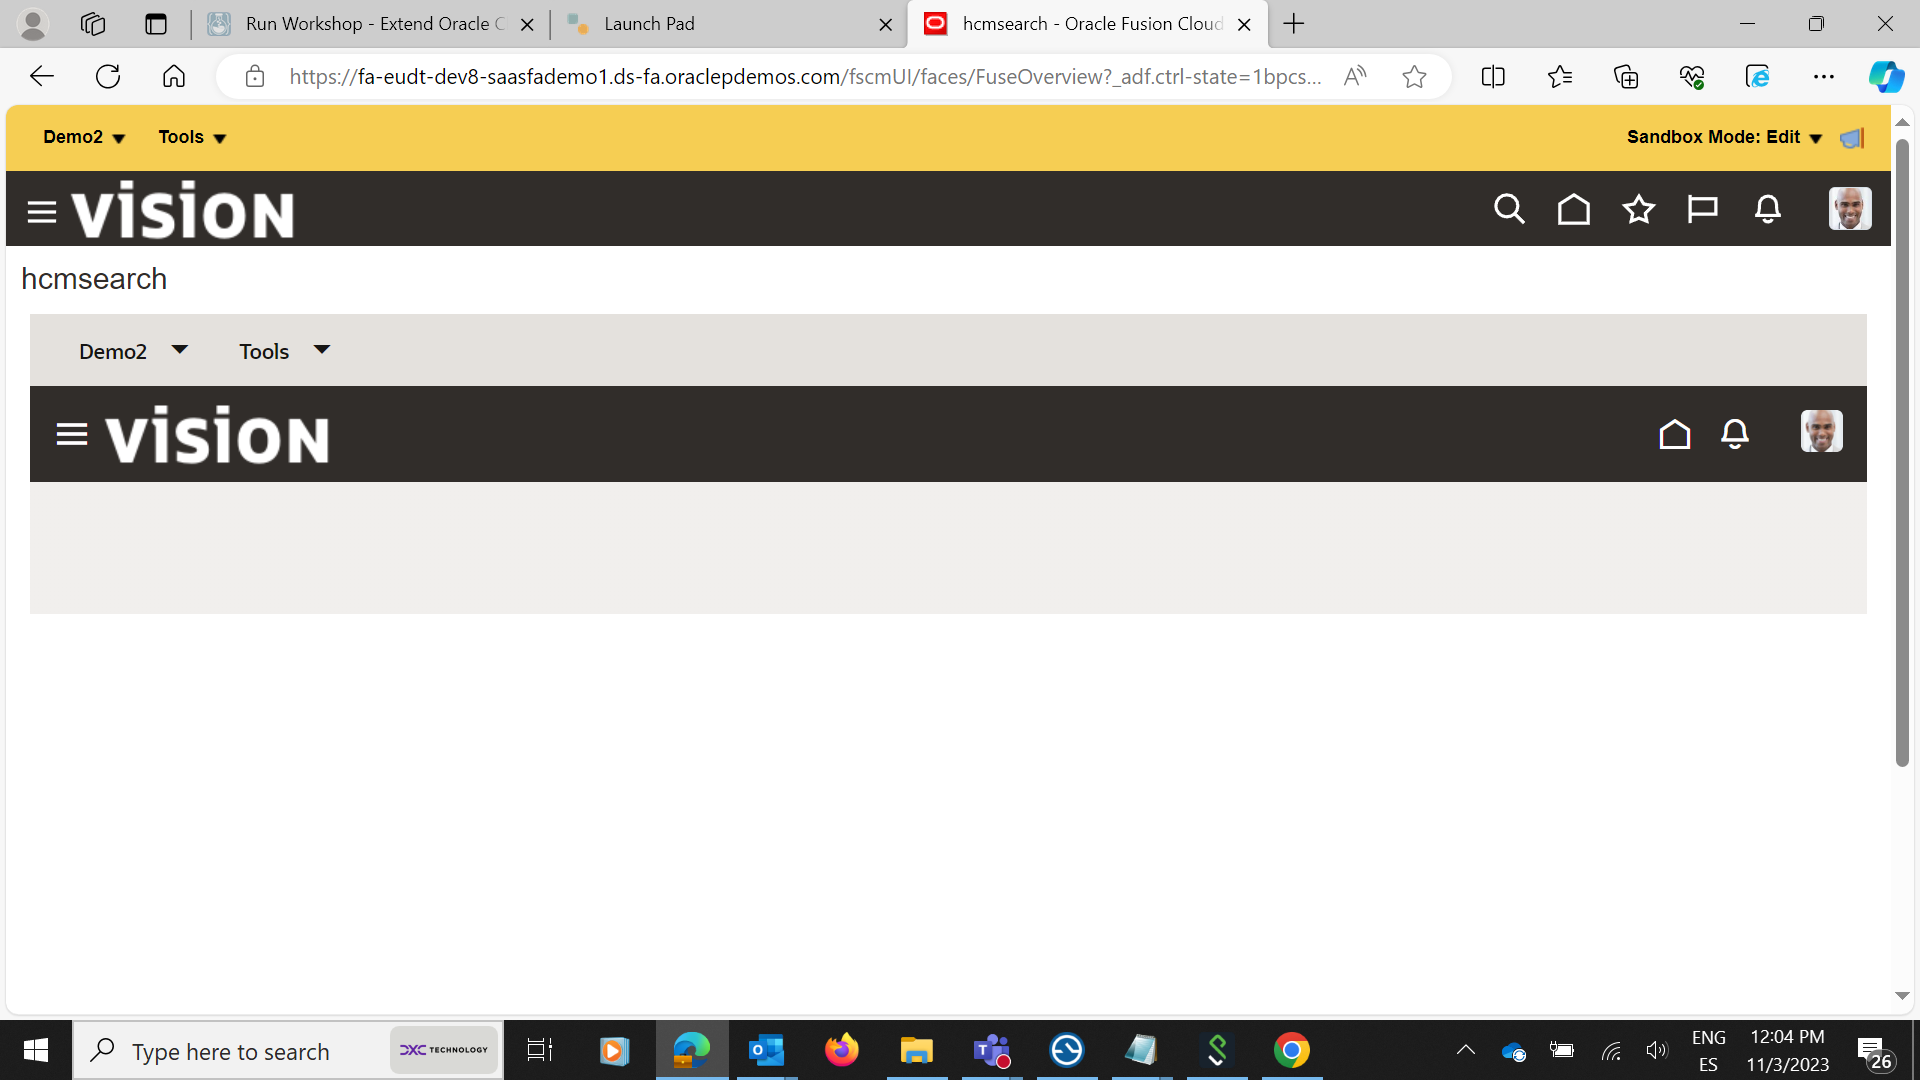 Run Workshop - Extend Oracle C
Launch Pad
hcmsearch - Oracle Fusion Cloud
https://fa-eudt-dev8-saasfademo1.ds-fa.oraclepdemos.com/fscmUI/faces/FuseOverview?_adf.ctrl-state=1bpcs...
Demo2
Tools
Sandbox Mode: Edit
vision
hcmsearch
Demo2
Tools
vision
Type here to search
DXC TECHNOLOGY
ENG
ES
12:04 PM
11/3/2023
26